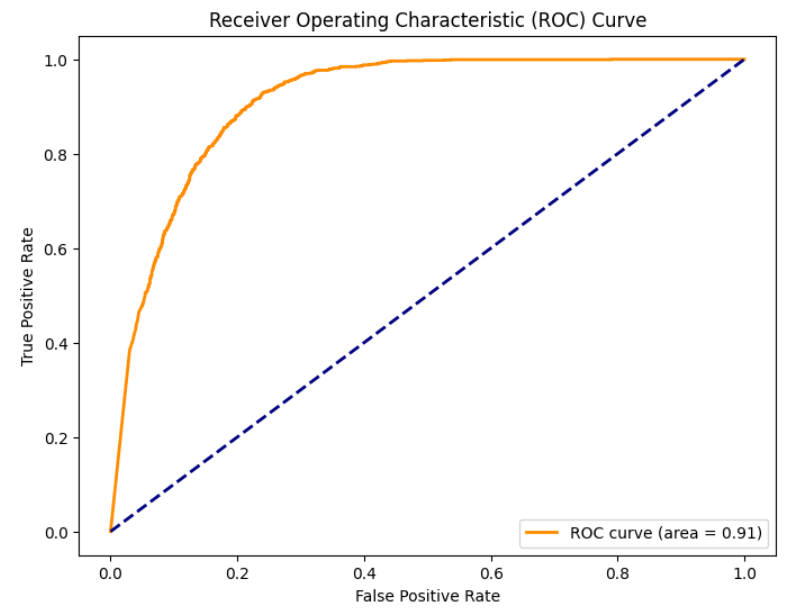 Receiver Operating Characteristic (ROC) Curve
1.0
0.8
0.6
0.4
0.2
0.0
True Positive Rate
ROC curve (area = 0.91)
0.0 0.2 0.4 0.6 0.8 1.0
False Positive Rate